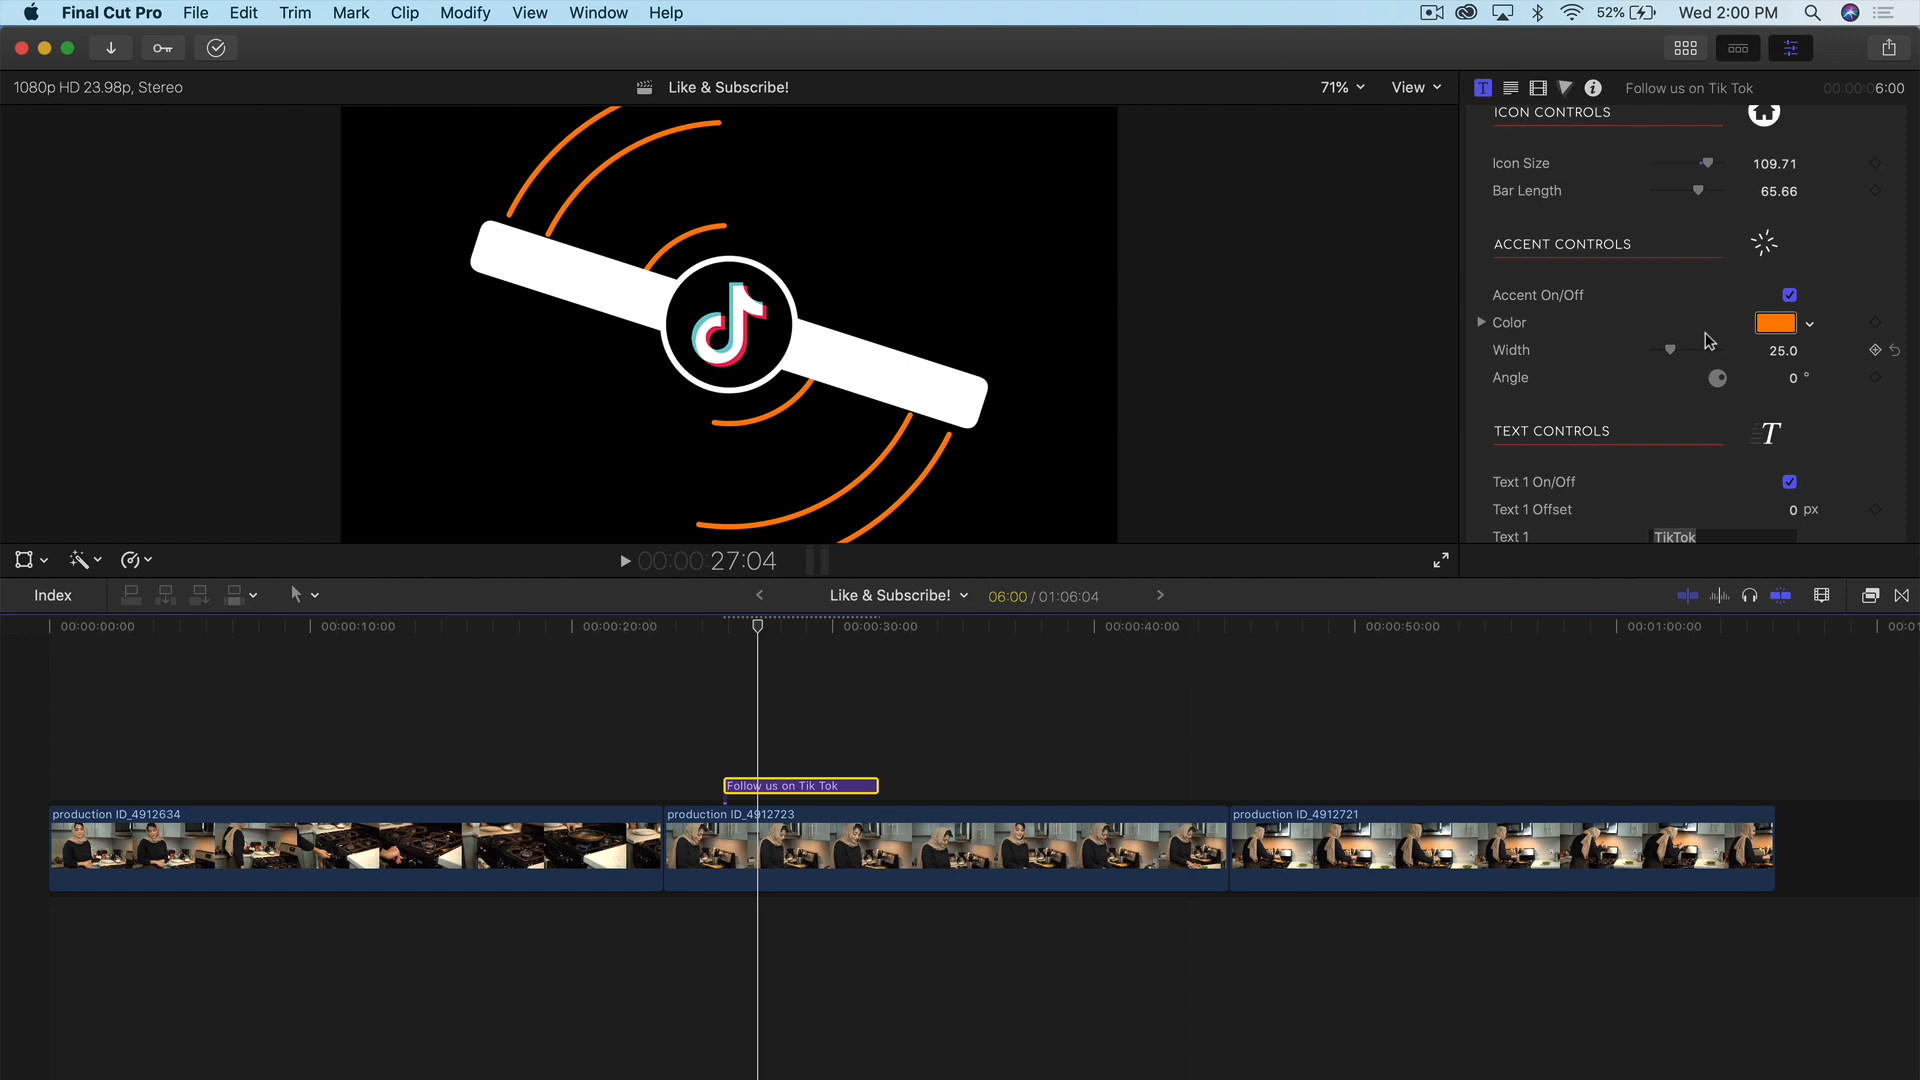 Final Cut Pro File Edit Trim Mark Clip Modify View Window Help 52% Wed 2:00 PM
1080p HD 23.98p, Stereo Like & Subscribe! 71% View T Follow us on Tik Tok 00:00:06:00
ICON CONTROLS
Icon Size 109.71
Bar Length 65.66
ACCENT CONTROLS
Accent On/Off
Color
Width 25.0
Angle 0 °
TEXT CONTROLS T
Text 1 On/Off
Text 1 Offset 0 px
Text 1 TikTok
00:00:27:04
Index Like & Subscribe! 06:00 / 01:06:04
00:00:00:00 00:00:10:00 00:00:20:00 00:00:30:00 00:00:40:00 00:00:50:00 00:01:00:00 00:01
Follow us on Tik Tok
production ID_4912634 production ID_4912723 production ID_4912721